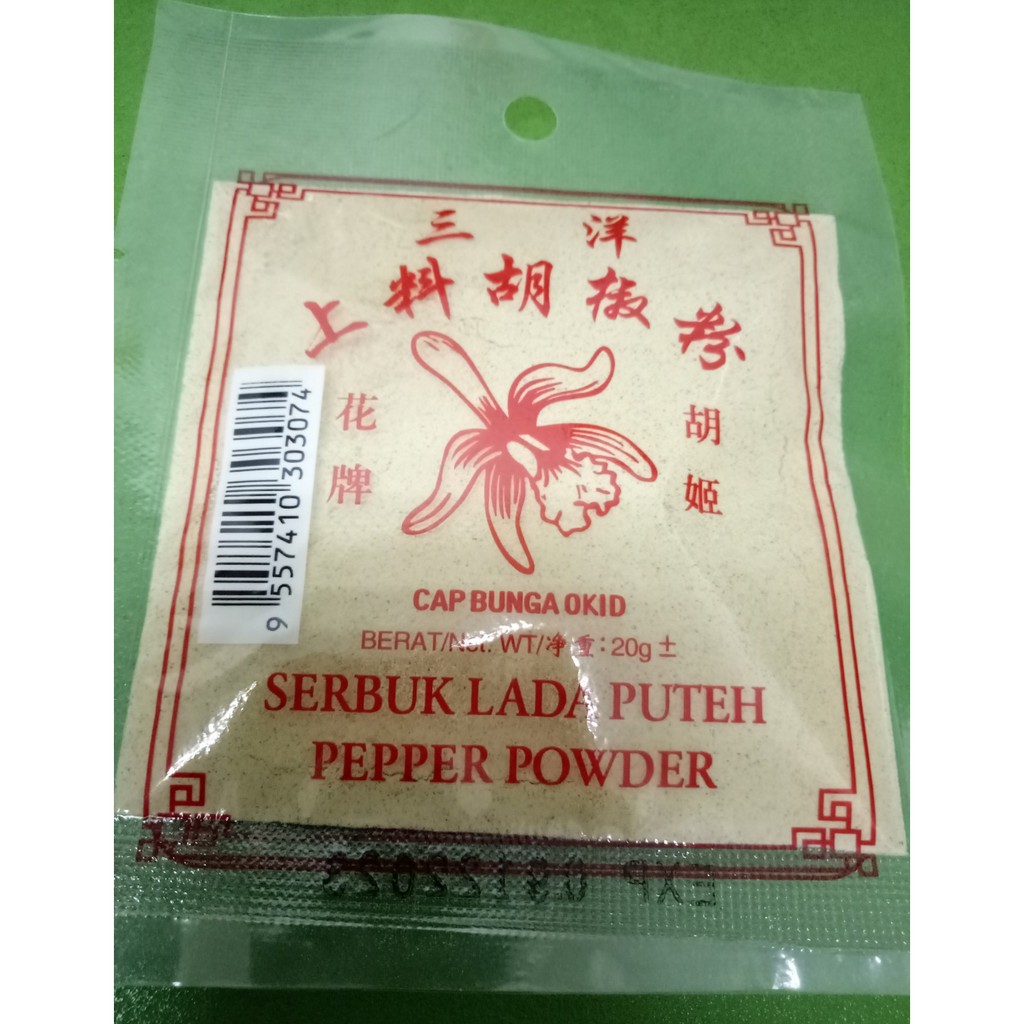 三洋
上料胡椒粉
胡姬
花牌
9 557410 303074
CAP BUNGA OKID
BERAT/Net. WT/净重: 20g ±
SERBUK LADA PUTEH
PEPPER POWDER